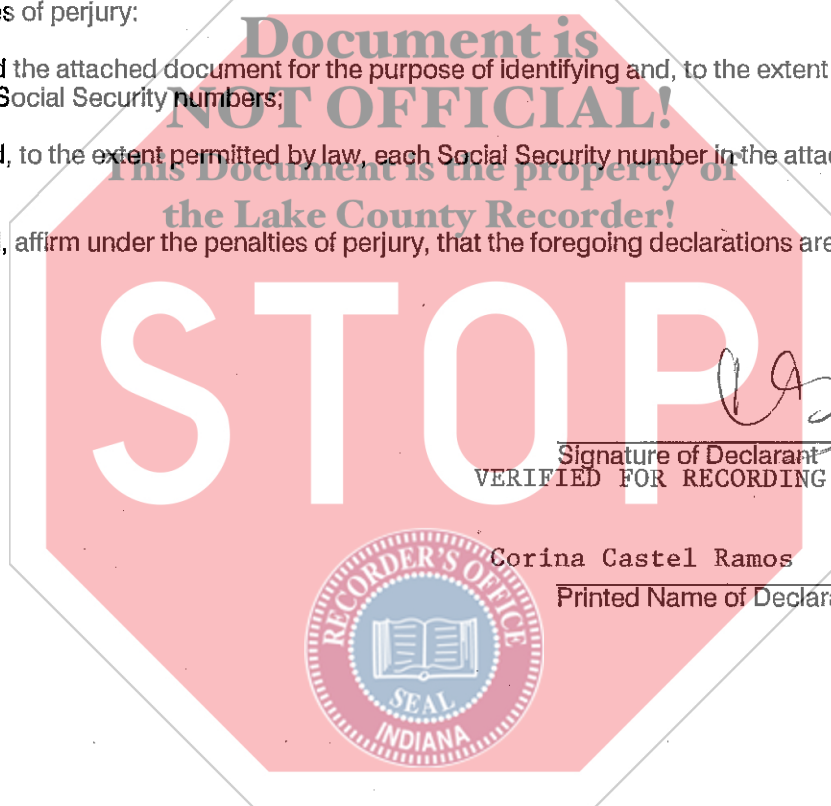 es of perjury:
Document is
d the attached document for the purpose of identifying and, to the extent
Social Security numbers;
NOT OFFICIAL!
d, to the extent permitted by law, each Social Security number in the attac
This Document is the property of
the Lake County Recorder!
, affirm under the penalties of perjury, that the foregoing declarations are
STOP
Signature of Declarant
VERIFIED FOR RECORDING
Corina Castel Ramos
Printed Name of Declara
RECORDER'S OFFICE
SEAL
INDIANA